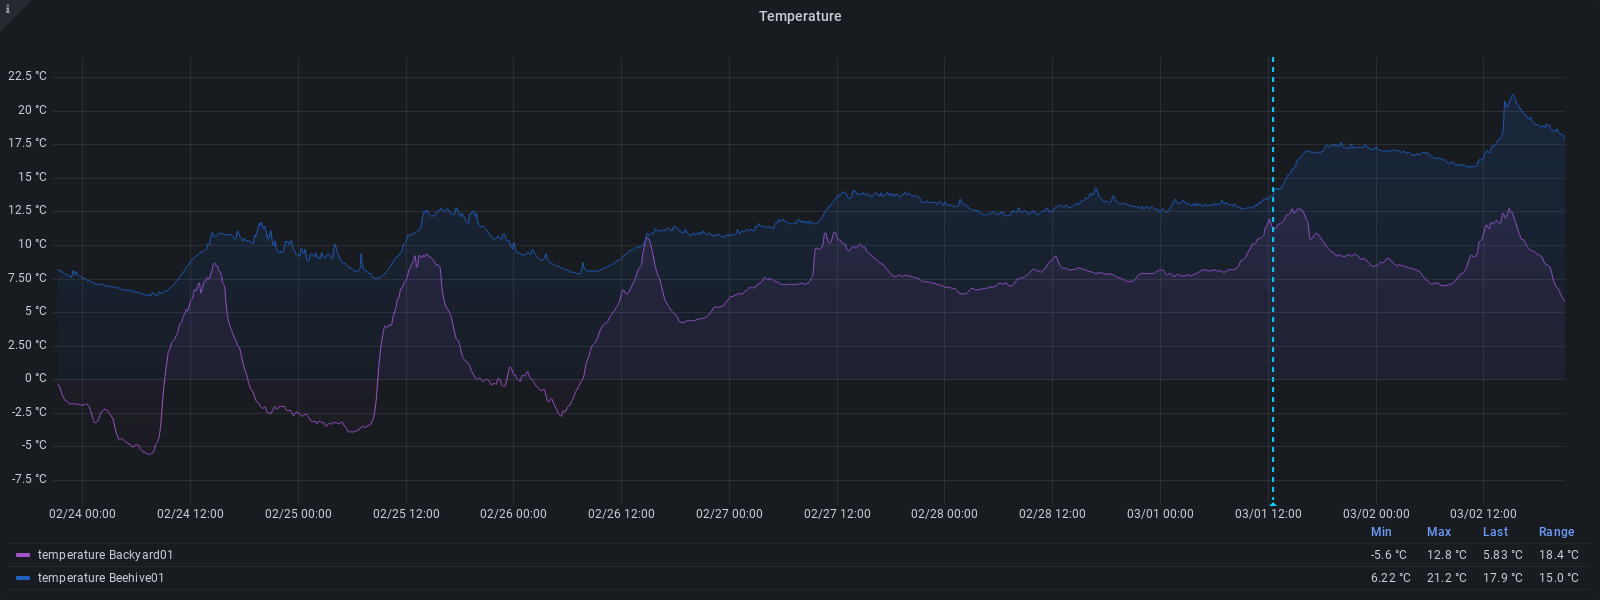 i
Temperature
22.5 °C
20 °C
17.5 °C
15 °C
12.5 °C
10 °C
7.50 °C
5 °C
2.50 °C
0 °C
-2.5 °C
-5 °C
-7.5 °C
02/24 00:00 02/24 12:00 02/25 00:00 02/25 12:00 02/26 00:00 02/26 12:00 02/27 00:00 02/27 12:00 02/28 00:00 02/28 12:00 03/01 00:00 03/01 12:00 03/02 00:00 03/02 12:00
Min Max Last Range
temperature Backyard01 -5.6 °C 12.8 °C 5.83 °C 18.4 °C
temperature Beehive01 6.22 °C 21.2 °C 17.9 °C 15.0 °C